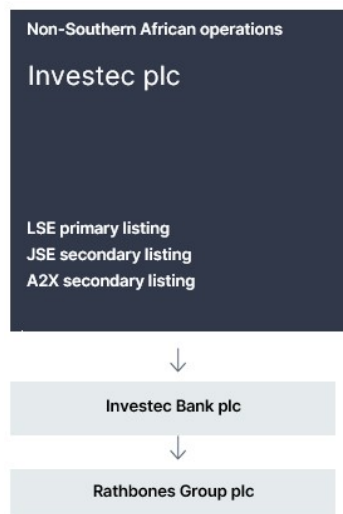 Non-Southern African operations
Investec plc
LSE primary listing
JSE secondary listing
A2X secondary listing
Investec Bank plc
Rathbones Group plc